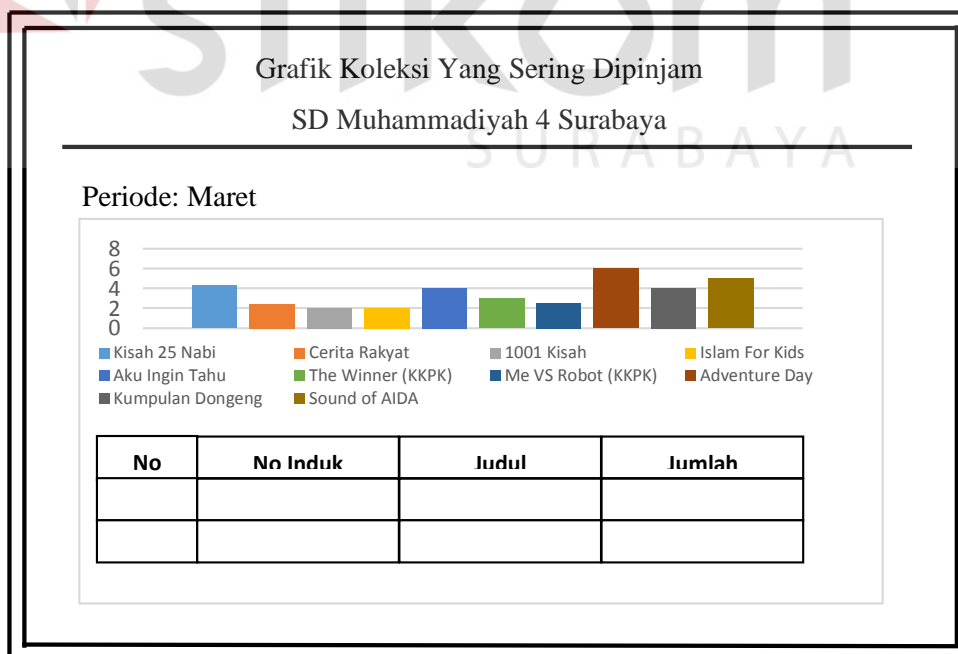 stikom
SURABAYA
Grafik Koleksi Yang Sering Dipinjam
SD Muhammadiyah 4 Surabaya
Periode: Maret
8
6
4
2
0
Kisah 25 Nabi Cerita Rakyat 1001 Kisah Islam For Kids
Aku Ingin Tahu The Winner (KKPK) Me VS Robot (KKPK) Adventure Day
Kumpulan Dongeng Sound of AIDA
No No Induk Judul Jumlah